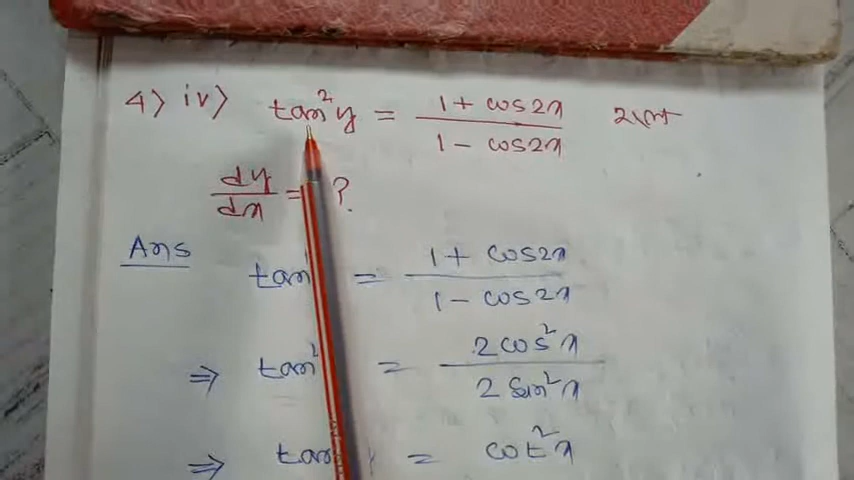 4) iv) tan²y = (1 + cos2x)/(1 - cos2x)
dy/dx = ?
Ans tan = (1 + cos2x)/(1 - cos2x)
⇒ tan² = 2cos²x/2sin²x
⇒ tan = cot²x